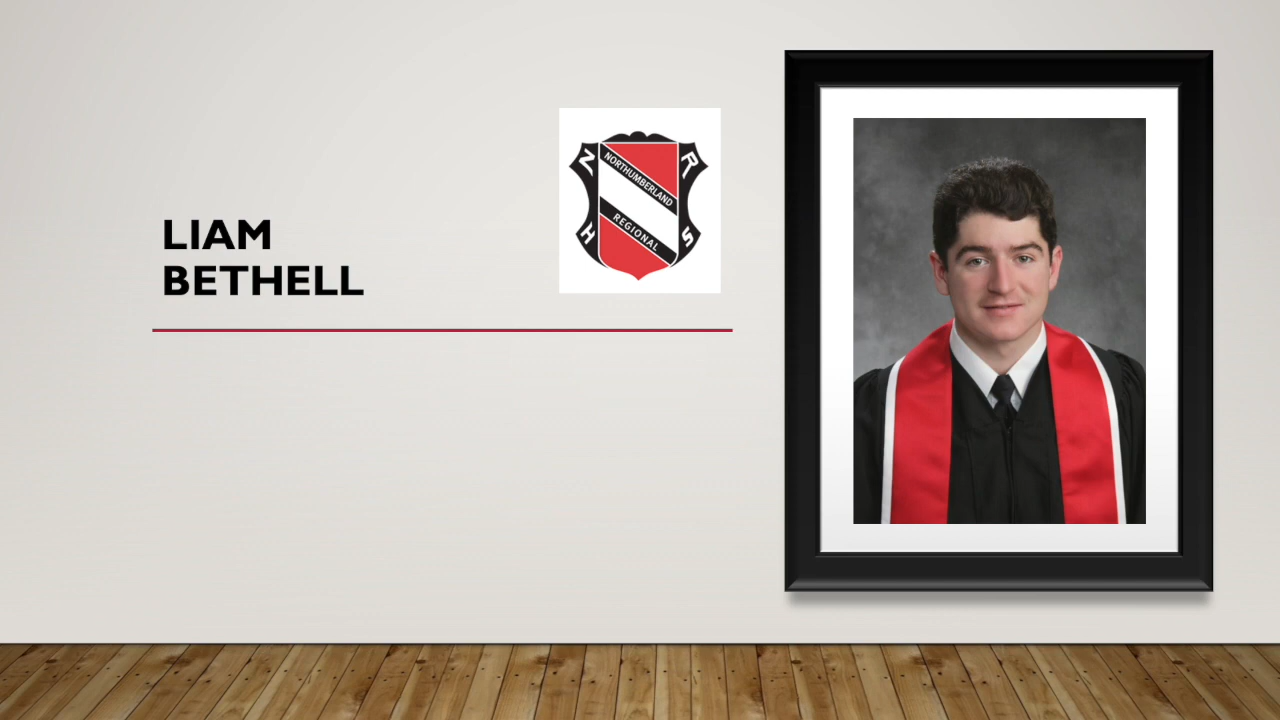 LIAM
BETHELL
N R
NORTHUMBERLAND
REGIONAL
H S